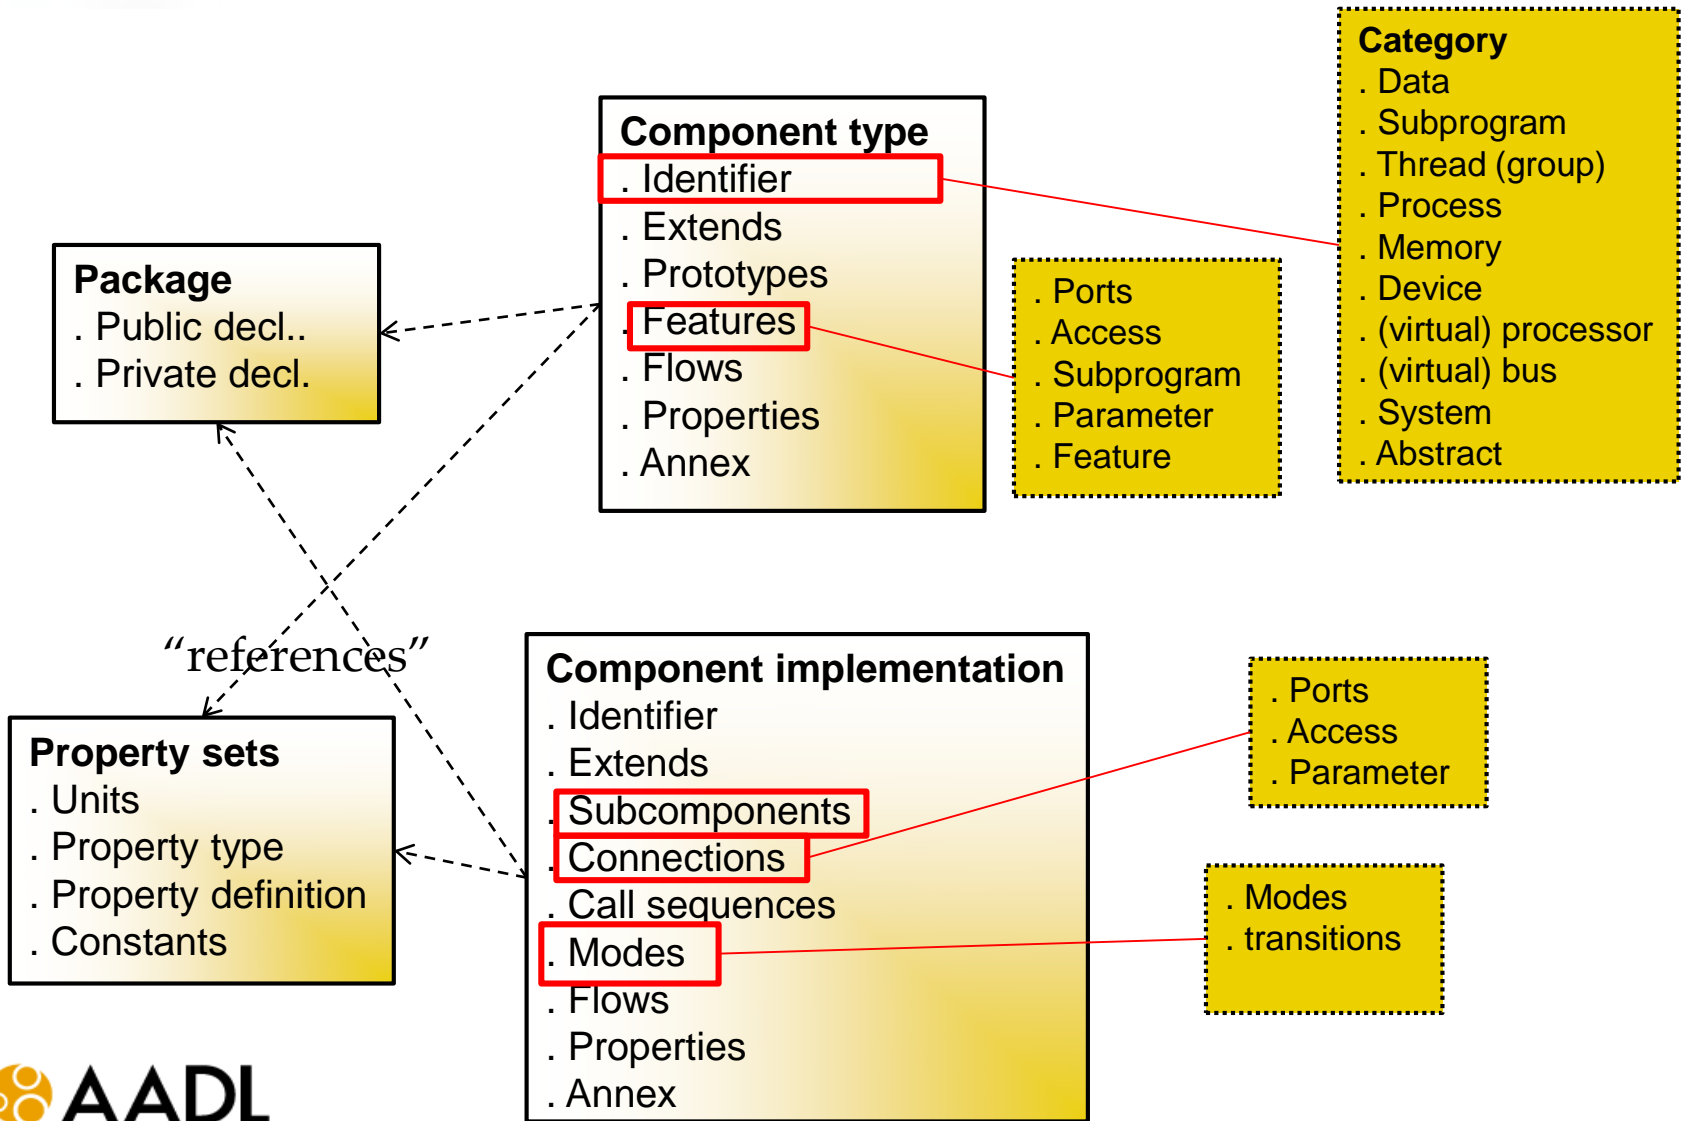 Category
. Data
. Subprogram
. Thread (group)
. Process
. Memory
. Device
. (virtual) processor
. (virtual) bus
. System
. Abstract
Component type
. Identifier
. Extends
. Prototypes
. Features
. Flows
. Properties
. Annex
Package
. Public decl..
. Private decl.
. Ports
. Access
. Subprogram
. Parameter
. Feature
“references”
Component implementation
. Identifier
. Extends
. Subcomponents
. Connections
. Call sequences
. Modes
. Flows
. Properties
. Annex
. Ports
. Access
. Parameter
Property sets
. Units
. Property type
. Property definition
. Constants
. Modes
. transitions
AADL